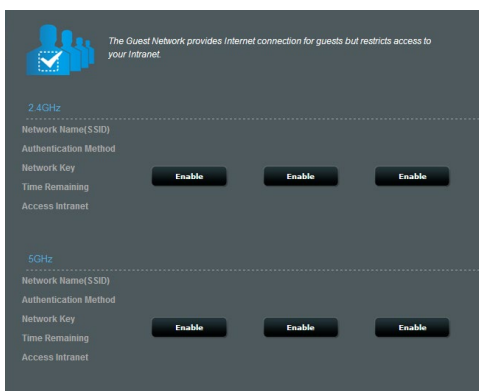 The Guest Network provides Internet connection for guests but restricts access to
your Intranet.
2.4GHz
Network Name(SSID)
Authentication Method
Network Key
Enable Enable Enable
Time Remaining
Access Intranet
5GHz
Network Name(SSID)
Authentication Method
Network Key
Enable Enable Enable
Time Remaining
Access Intranet